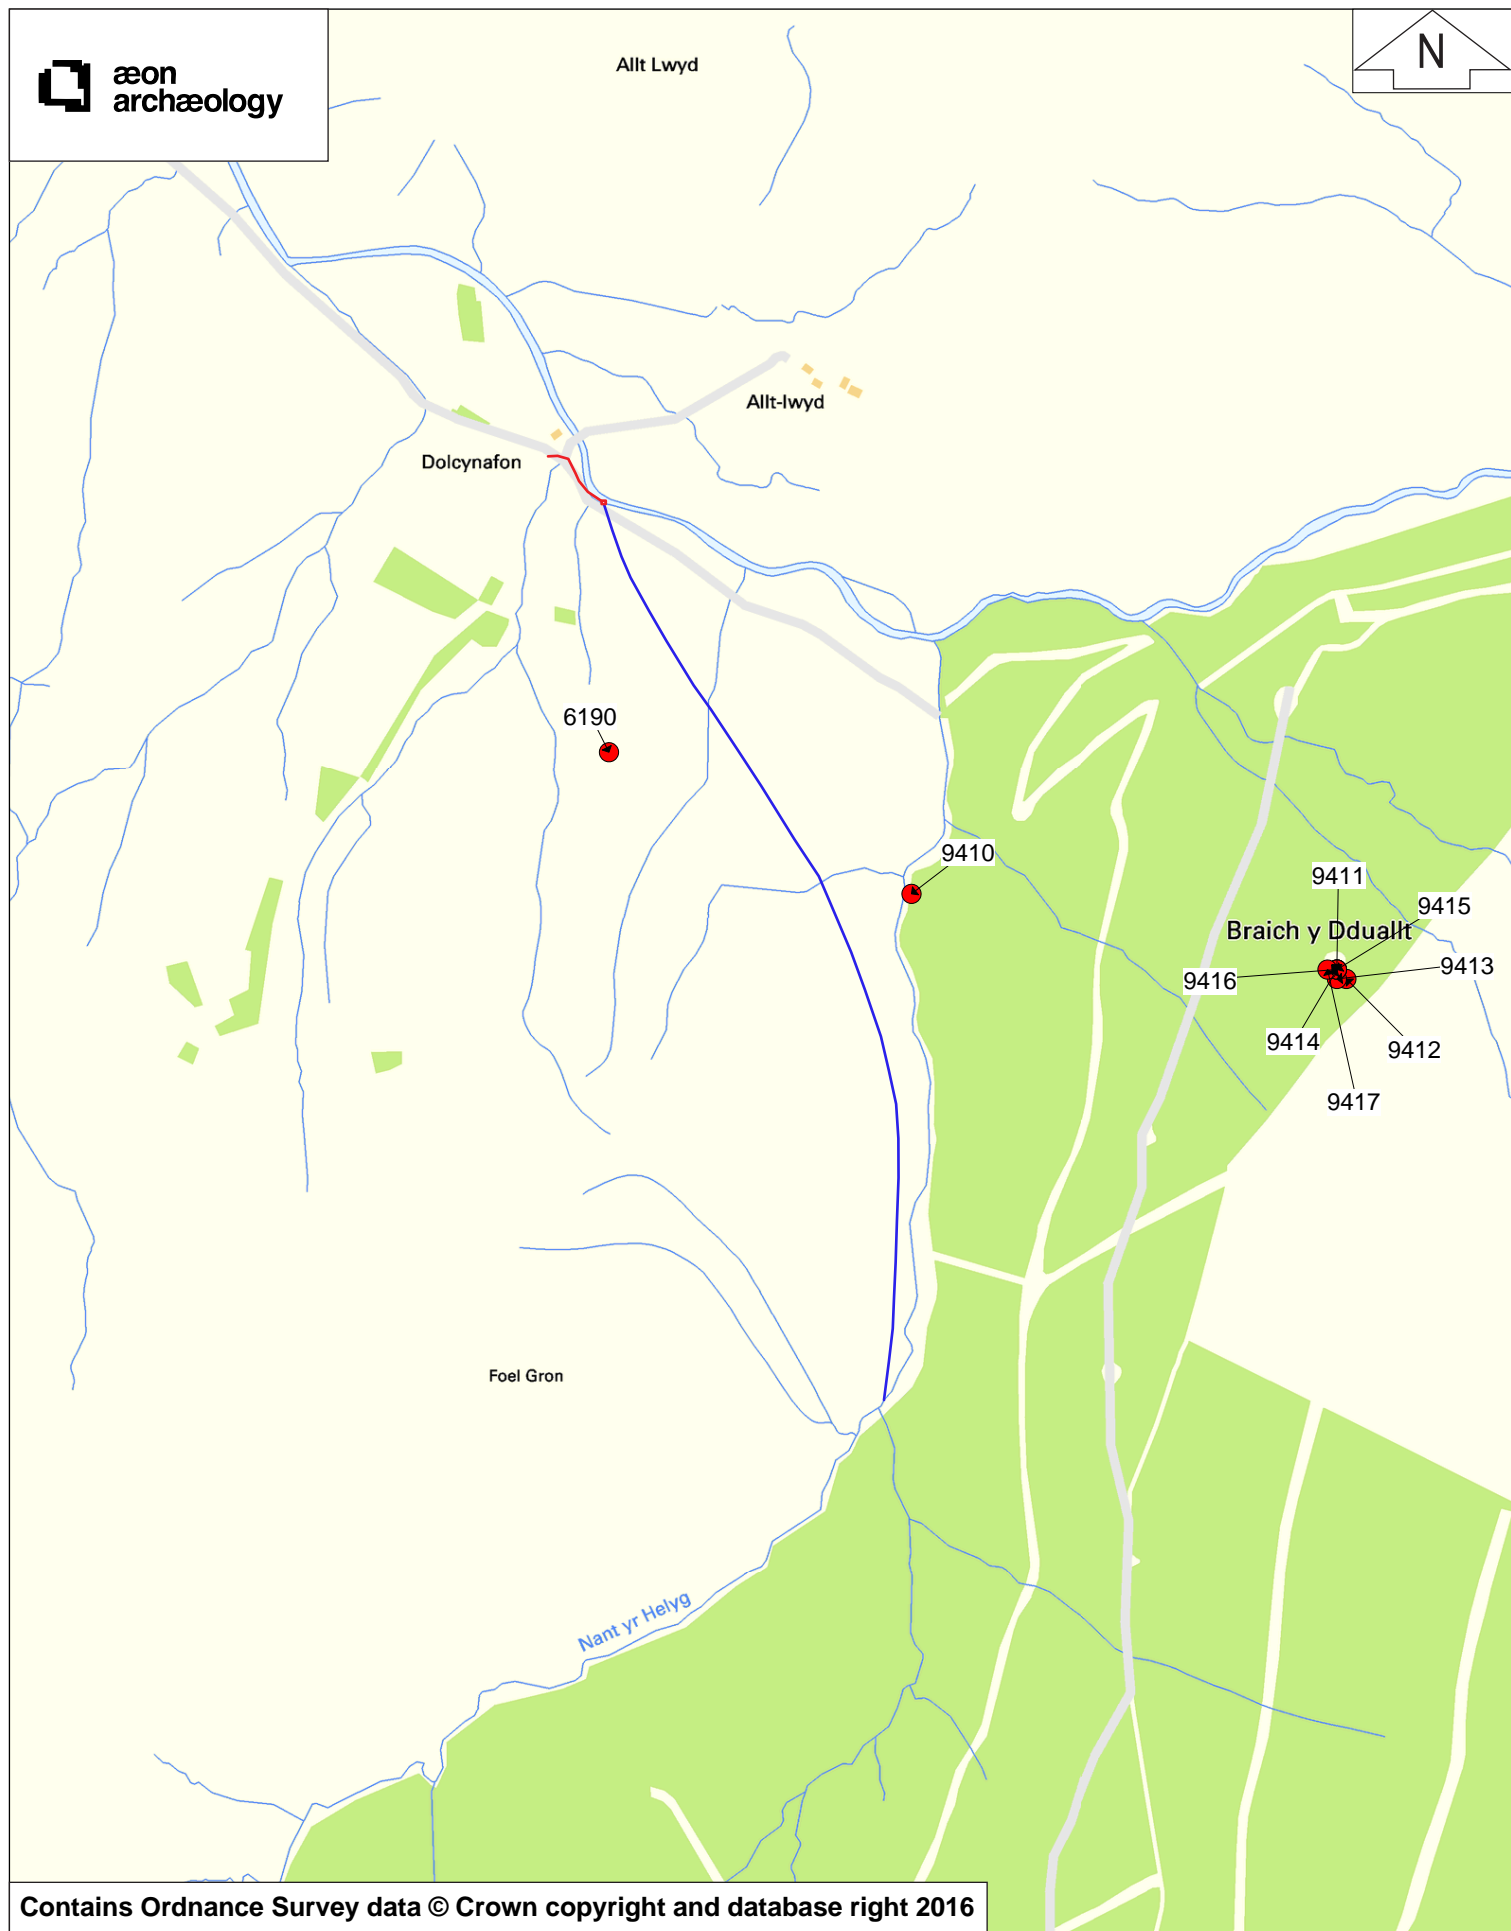 æon
archæology
Allt Lwyd
N
Allt-lwyd
Dolcynafon
6190
9410
9411
9415
Braich y Dduallt
9413
9416
9414
9412
9417
Foel Gron
Nant yr Helyg
Contains Ordnance Survey data © Crown copyright and database right 2016